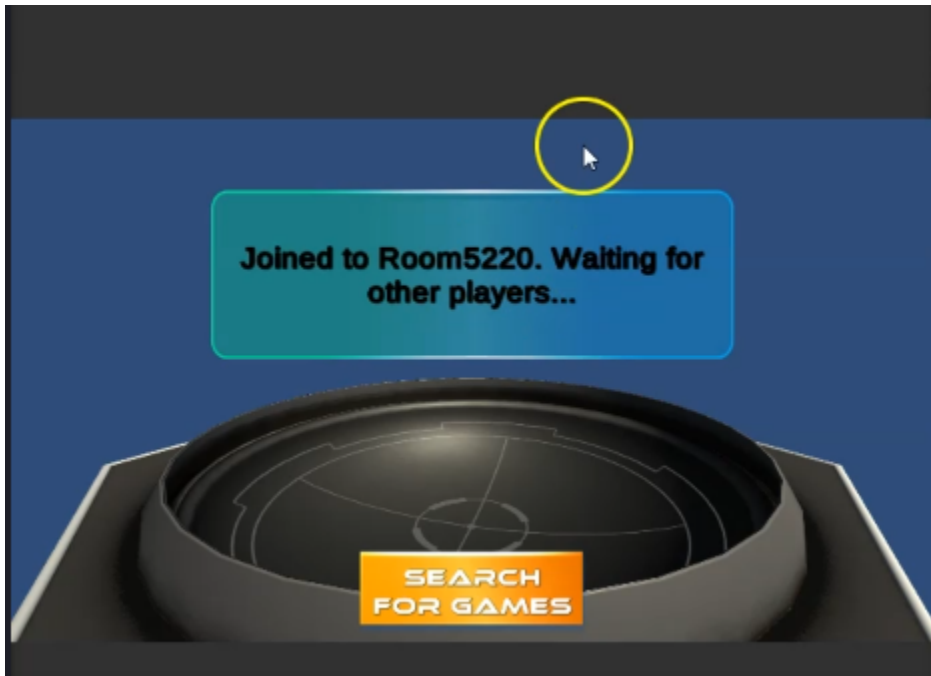 Joined to Room5220. Waiting for
other players...
SEARCH
FOR GAMES